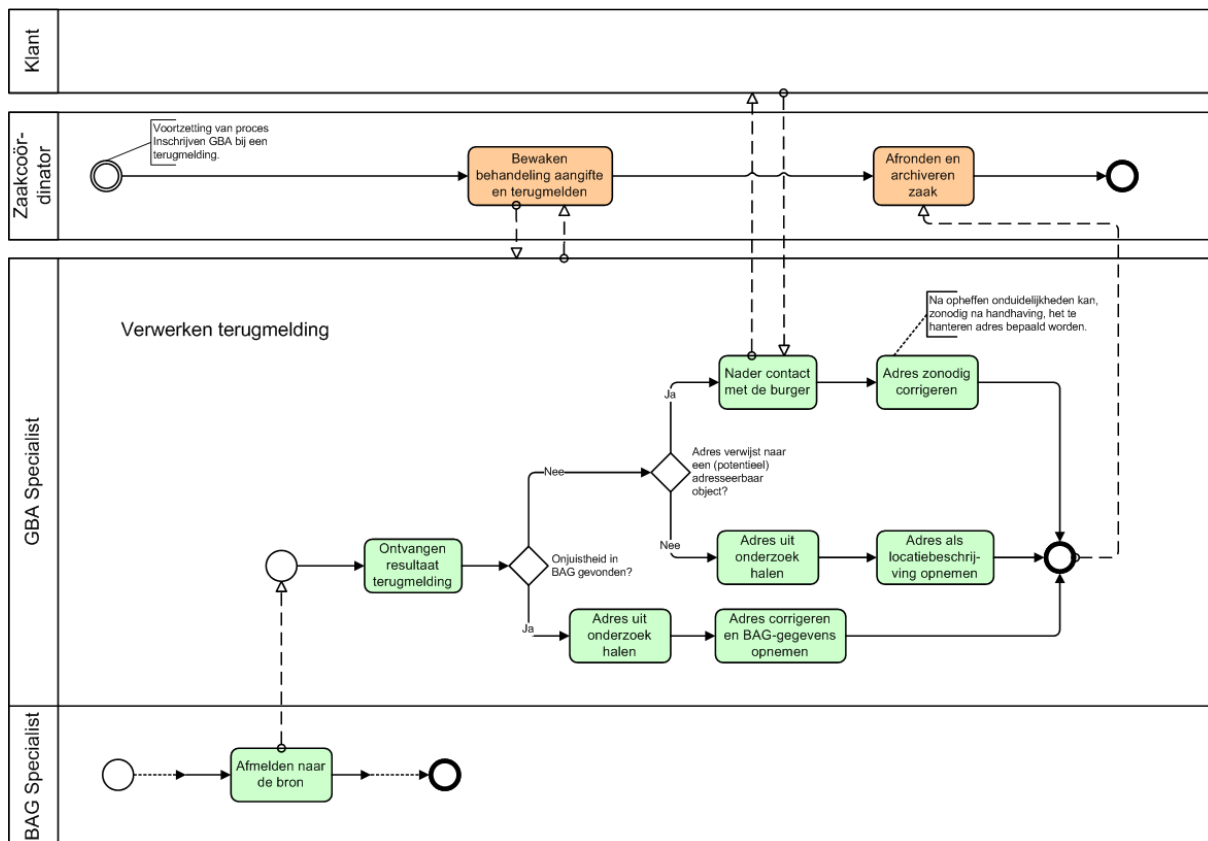 Klant
Zaakcoör-
dinator
Voortzetting van proces
Inschrijven GBA bij een
terugmelding.
Bewaken
behandeling aangifte
en terugmelden
Afronden en
archiveren
zaak
GBA Specialist
Verwerken terugmelding
Na opheffen onduidelijkheden kan,
zonodig na handhaving, het te
hanteren adres bepaald worden.
Nader contact
met de burger
Adres zonodig
corrigeren
Ja
Adres verwijst naar
een (potentieel)
adresseerbaar
object?
Nee
Nee
Ontvangen
resultaat
terugmelding
Onjuistheid in
BAG gevonden?
Adres uit
onderzoek
halen
Adres als
locatiebeschrij-
ving opnemen
Ja
Adres uit
onderzoek
halen
Adres corrigeren
en BAG-gegevens
opnemen
BAG Specialist
Afmelden naar
de bron